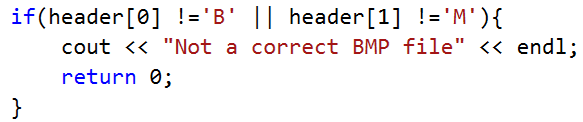 if(header[0] !='B' || header[1] !='M'){
    cout << "Not a correct BMP file" << endl;
    return 0;
}